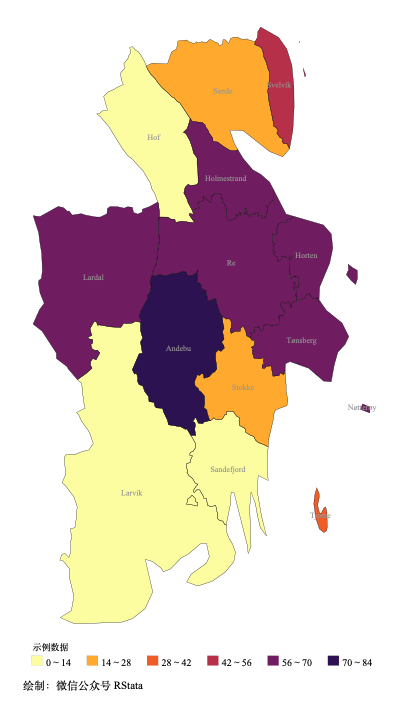 Svelvik
Sande
Hof
Holmestrand
Re
Horten
Lardal
Tønsberg
Andebu
Stokke
Nøtterøy
Sandefjord
Larvik
Tjøme
示例数据
0 ~ 14
14 ~ 28
28 ~ 42
42 ~ 56
56 ~ 70
70 ~ 84
绘制：微信公众号 RStata